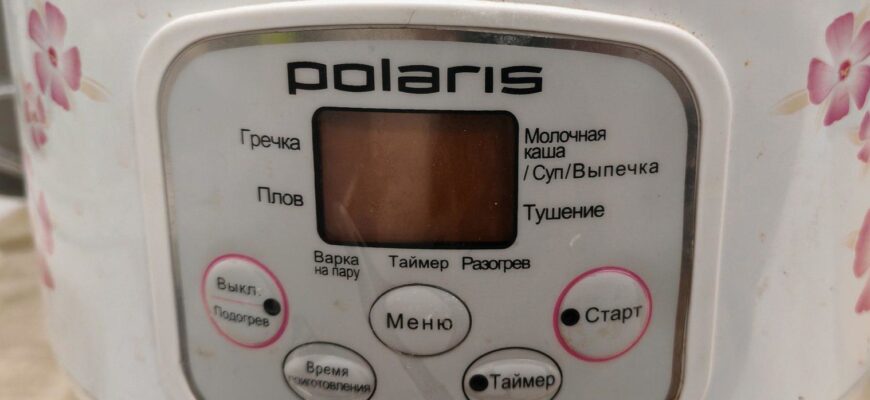 polaris
Гречка
Плов
Молочная
каша
/Суп/Выпечка
Тушение
Варка
на пару
Таймер
Разогрев
Выкл.
Подогрев
Меню
Старт
Время
приготовления
Таймер